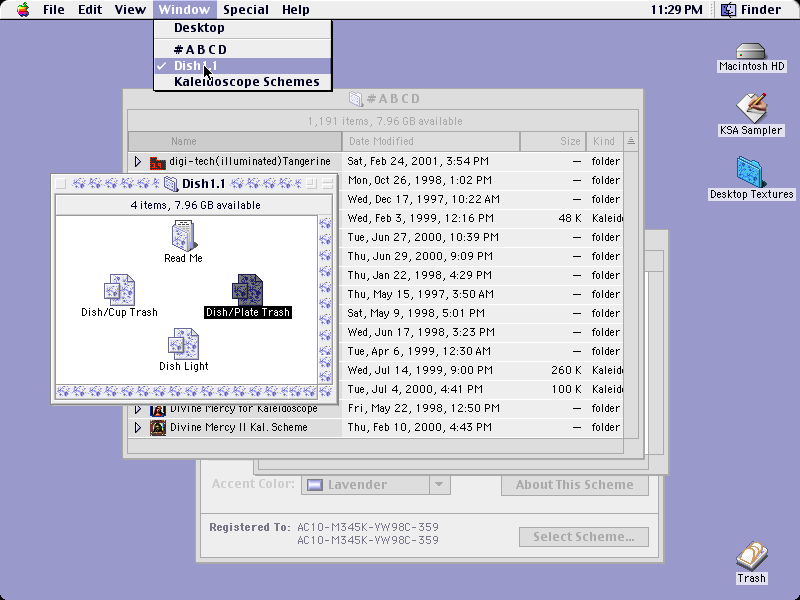 File Edit View Window Special Help 11:29 PM Finder
Desktop
#ABCD
Dish1.1
Kaleidoscope Schemes
Macintosh HD
KSA Sampler
Desktop Textures
Trash
#ABCD
1,191 items, 7.96 GB available
Name Date Modified Size Kind
digi-tech(illuminated)Tangerine Sat, Feb 24, 2001, 3:54 PM — folder
Mon, Oct 26, 1998, 1:02 PM — folder
Wed, Dec 17, 1997, 10:22 AM — folder
Wed, Feb 3, 1999, 12:16 PM 48 K Kaleid
Tue, Jun 27, 2000, 10:39 PM — folder
Thu, Jun 29, 2000, 9:09 PM — folder
Thu, Jan 22, 1998, 4:29 PM — folder
Thu, May 15, 1997, 3:50 AM — folder
Sat, May 9, 1998, 5:01 PM — folder
Wed, Jun 17, 1998, 3:23 PM — folder
Tue, Apr 6, 1999, 12:30 AM — folder
Wed, Jul 14, 1999, 9:00 PM 260 K Kaleid
Tue, Jul 4, 2000, 4:41 PM 100 K Kaleid
Divine Mercy for Kaleidoscope Fri, May 22, 1998, 12:50 PM — folder
Divine Mercy II Kal. Scheme Thu, Feb 10, 2000, 4:43 PM — folder
Dish1.1
4 items, 7.96 GB available
Read Me
Dish/Cup Trash
Dish/Plate Trash
Dish Light
Accent Color: Lavender About This Scheme
Registered To: AC10-M345K-VW98C-359
AC10-M345K-VW98C-359
Select Scheme...